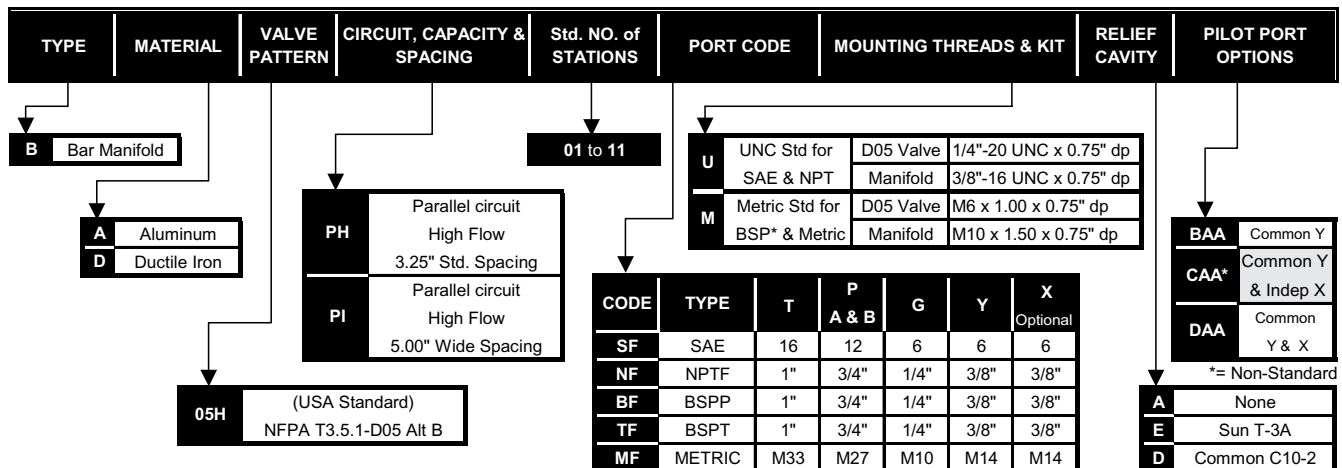 TYPE MATERIAL VALVE PATTERN CIRCUIT, CAPACITY & SPACING Std. NO. of STATIONS PORT CODE MOUNTING THREADS & KIT RELIEF CAVITY PILOT PORT OPTIONS
B Bar Manifold
A Aluminum
D Ductile Iron
05H (USA Standard)
NFPA T3.5.1-D05 Alt B
PH Parallel circuit
High Flow
3.25" Std. Spacing
PI Parallel circuit
High Flow
5.00" Wide Spacing
01 to 11
U UNC Std for D05 Valve 1/4"-20 UNC x 0.75" dp
SAE & NPT Manifold 3/8"-16 UNC x 0.75" dp
M Metric Std for D05 Valve M6 x 1.00 x 0.75" dp
BSP* & Metric Manifold M10 x 1.50 x 0.75" dp
CODE TYPE T P A & B G Y X Optional
SF SAE 16 12 6 6 6
NF NPTF 1" 3/4" 1/4" 3/8" 3/8"
BF BSPP 1" 3/4" 1/4" 3/8" 3/8"
TF BSPT 1" 3/4" 1/4" 3/8" 3/8"
MF METRIC M33 M27 M10 M14 M14
BAA Common Y
CAA* Common Y
& Indep X
DAA Common
Y & X
*= Non-Standard
A None
E Sun T-3A
D Common C10-2